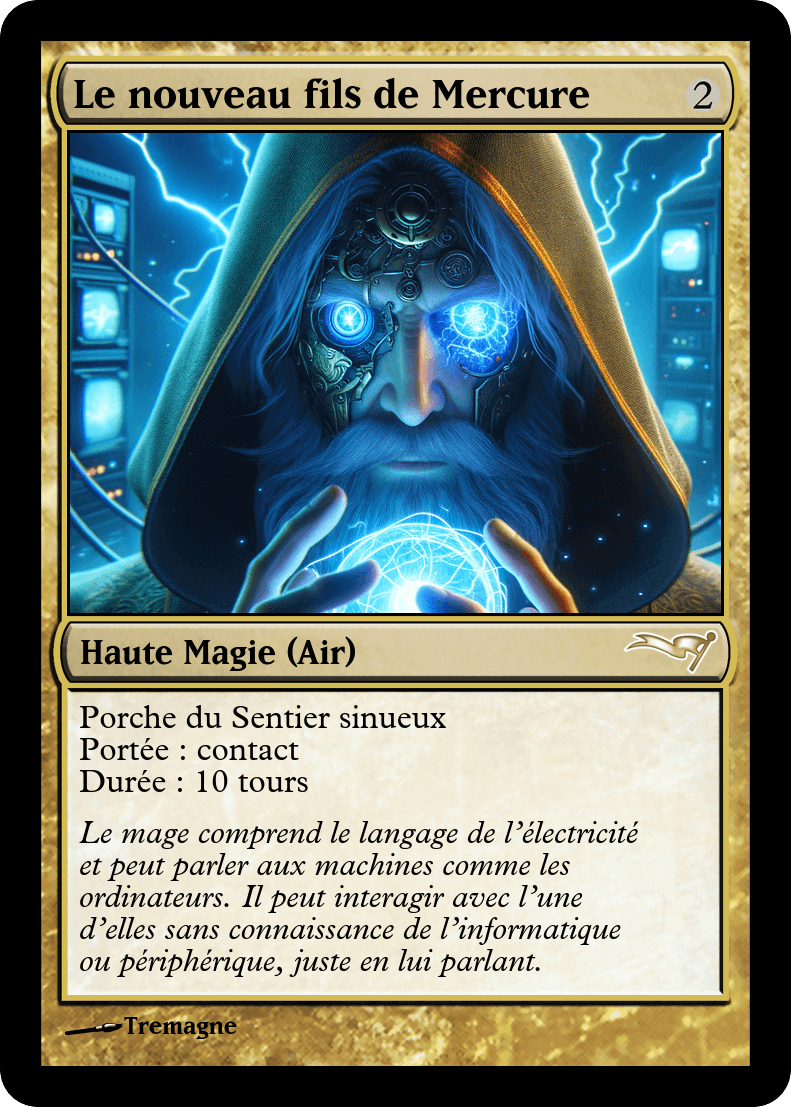 Le nouveau fils de Mercure
2
Haute Magie (Air)
Porche du Sentier sinueux
Portée : contact
Durée : 10 tours
Le mage comprend le langage de l'électricité
et peut parler aux machines comme les
ordinateurs. Il peut interagir avec l'une
d'elles sans connaissance de l'informatique
ou périphérique, juste en lui parlant.
Tremagne